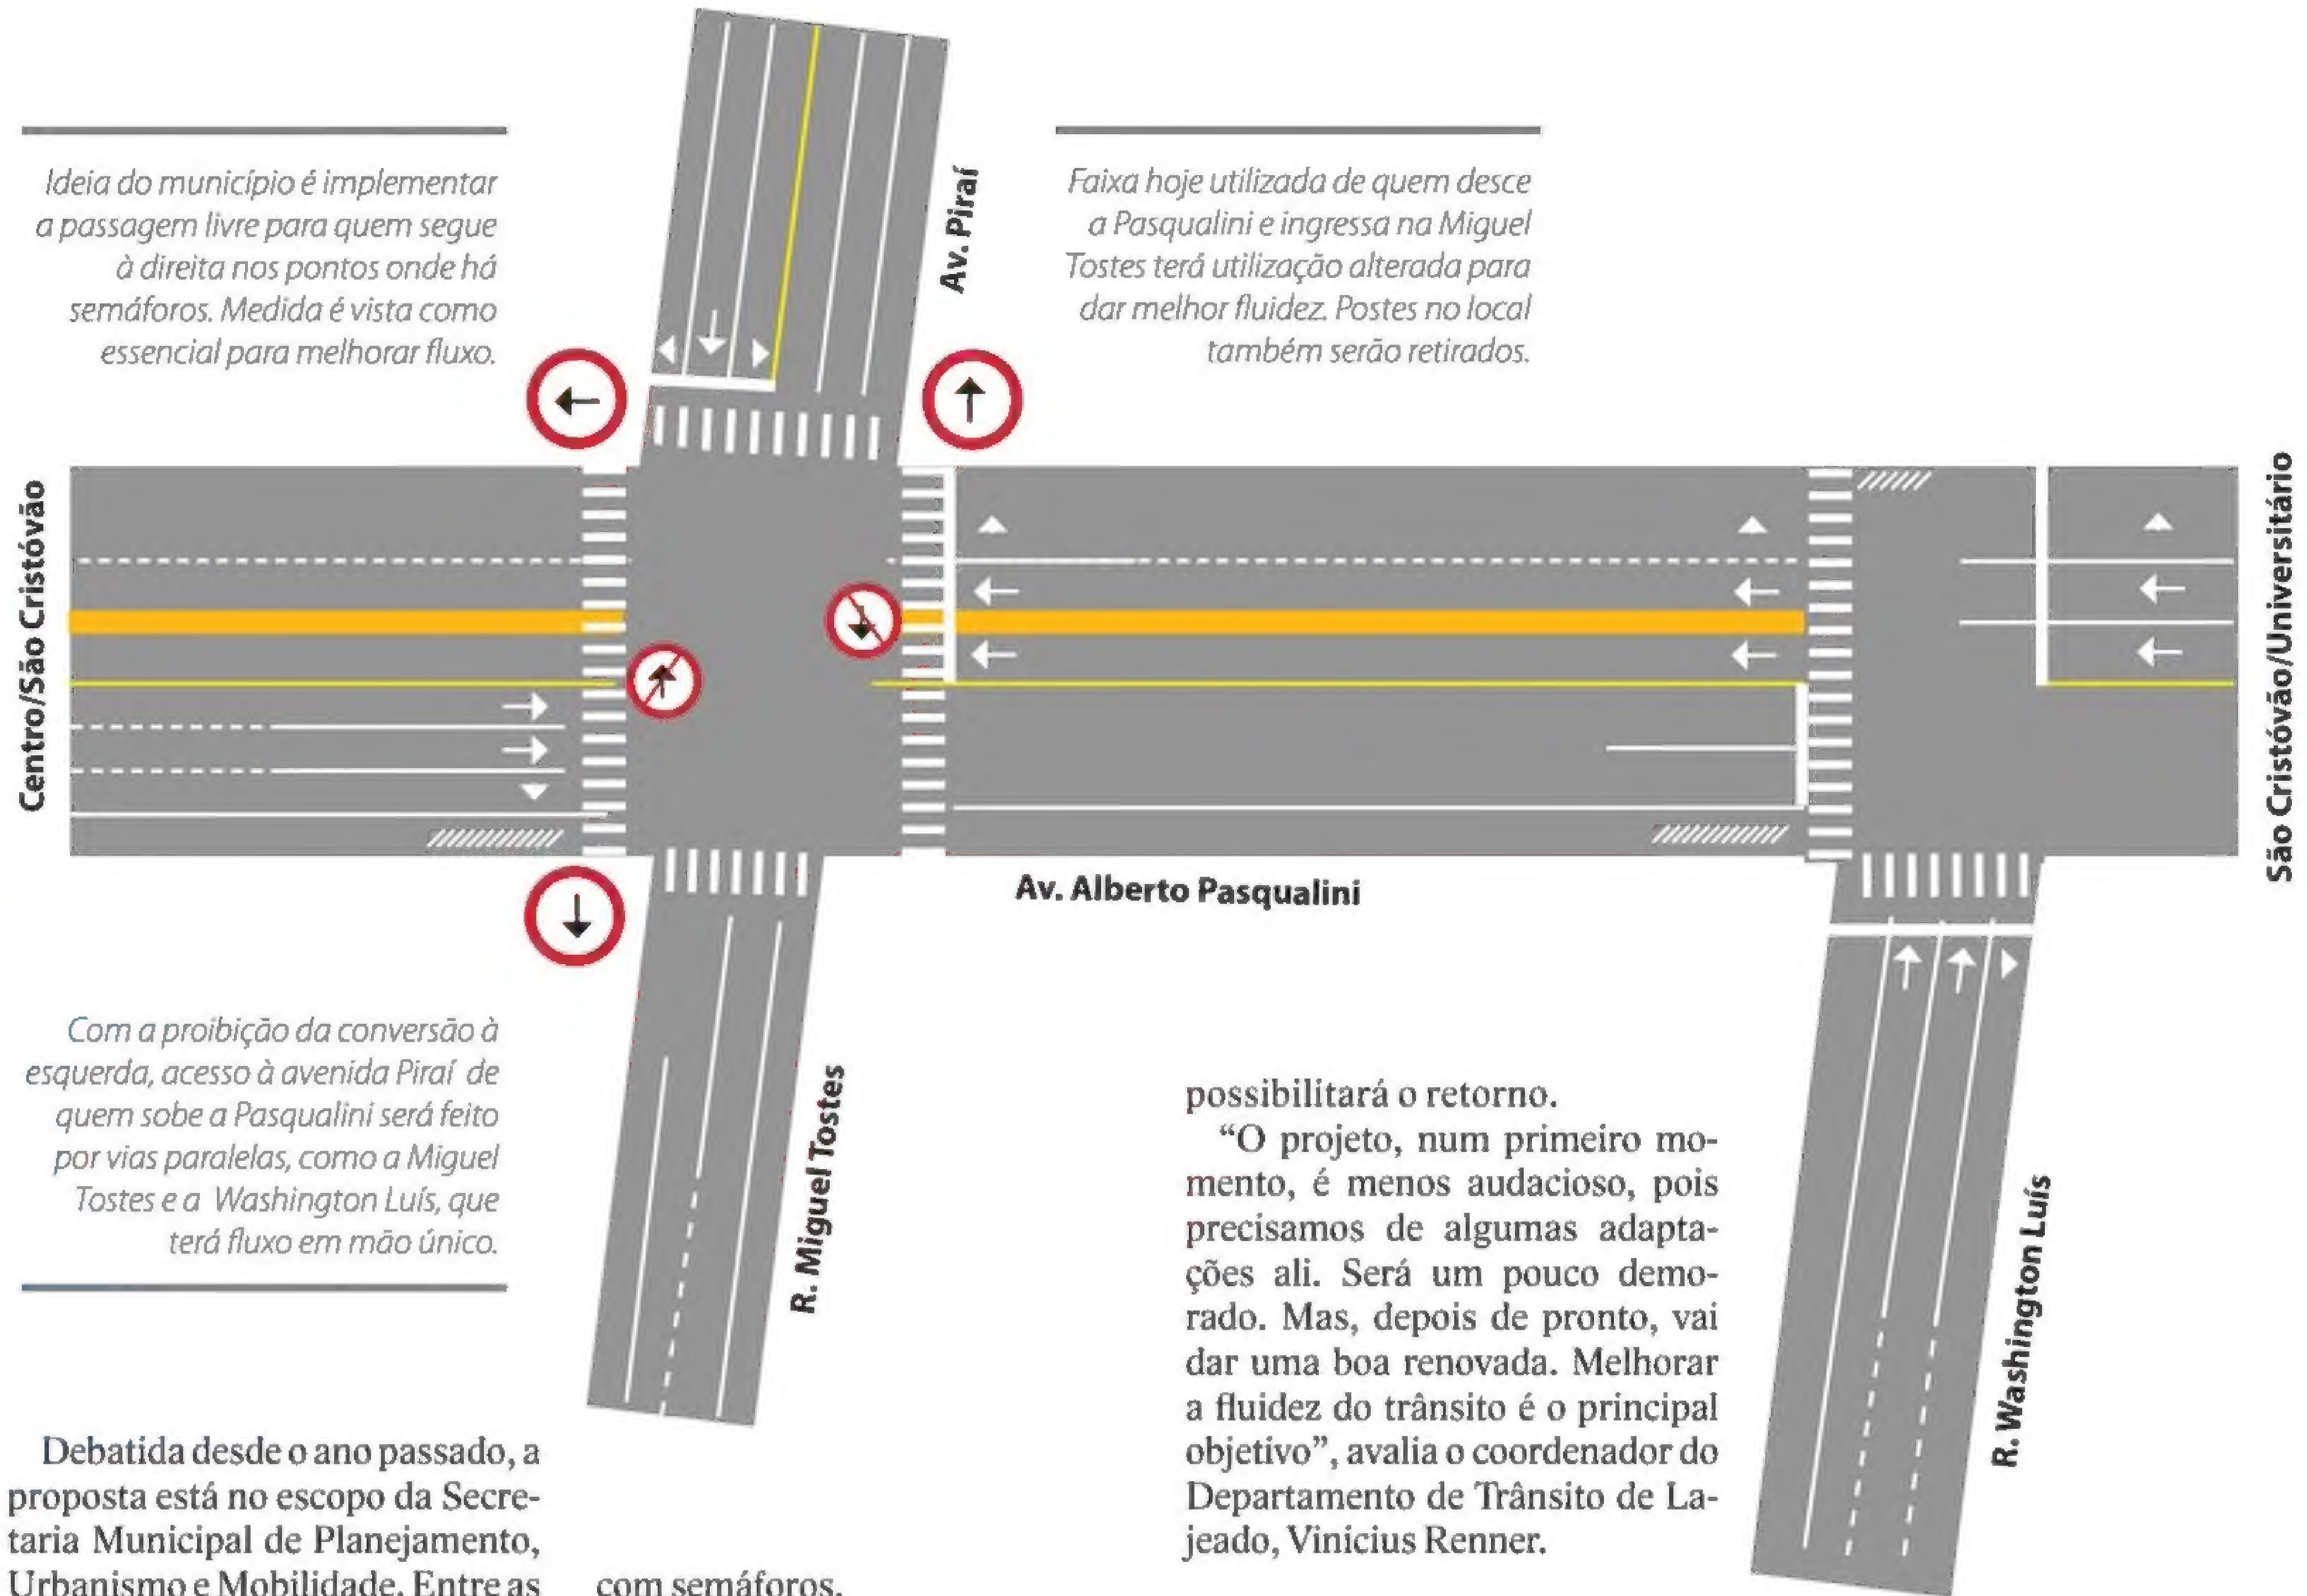 Ideia do município é implementar
a passagem livre para quem segue
à direita nos pontos onde há
semáforos. Medida é vista como
essencial para melhorar fluxo.
Av. Piraí
Faixa hoje utilizada de quem desce
a Pasqualini e ingressa na Miguel
Tostes terá utilização alterada para
dar melhor fluidez. Postes no local
também serão retirados.
Centro/São Cristóvão
São Cristóvão/Universitário
Av. Alberto Pasqualini
Com a proibição da conversão à
esquerda, acesso à avenida Piraí de
quem sobe a Pasqualini será feito
por vias paralelas, como a Miguel
Tostes e a Washington Luís, que
terá fluxo em mão único.
R. Miguel Tostes
R. Washington Luís
Debatida desde o ano passado, a
proposta está no escopo da Secre-
taria Municipal de Planejamento,
Urbanismo e Mobilidade. Entre as
com semáforos.
possibilitará o retorno.
“O projeto, num primeiro mo-
mento, é menos audacioso, pois
precisamos de algumas adapta-
ções ali. Será um pouco demo-
rado. Mas, depois de pronto, vai
dar uma boa renovada. Melhorar
a fluidez do trânsito é o principal
objetivo”, avalia o coordenador do
Departamento de Trânsito de La-
jeado, Vinicius Renner.